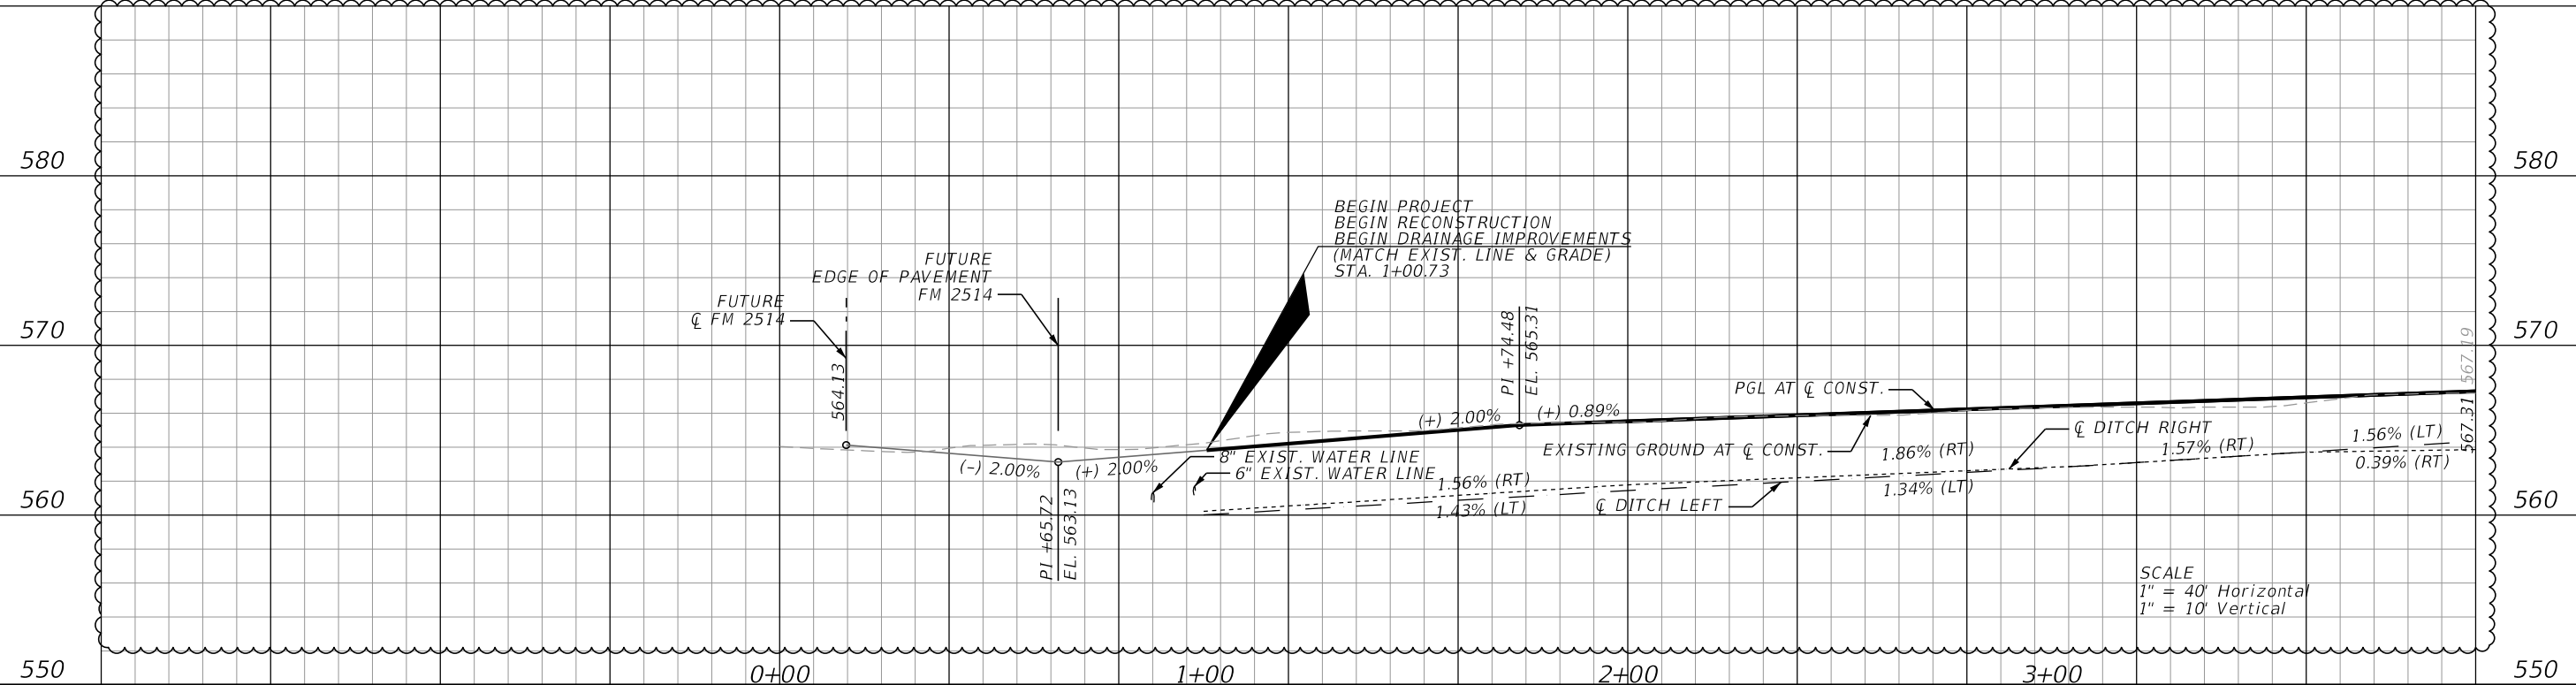 580
580
BEGIN PROJECT
BEGIN RECONSTRUCTION
BEGIN DRAINAGE IMPROVEMENTS
(MATCH EXIST. LINE & GRADE)
STA. 1+00.73
FUTURE
EDGE OF PAVEMENT
FM 2514
FUTURE
℄ FM 2514
570
570
564.13
PI +74.48
EL. 565.31
567.19
567.31
PGL AT ℄ CONST.
(+) 2.00%
(+) 0.89%
EXISTING GROUND AT ℄ CONST.
℄ DITCH RIGHT
1.86% (RT)
1.57% (RT)
1.56% (LT)
0.39% (RT)
(-) 2.00%
(+) 2.00%
8" EXIST. WATER LINE
6" EXIST. WATER LINE
1.56% (RT)
1.43% (LT)
℄ DITCH LEFT
1.34% (LT)
560
560
PI +65.72
EL. 563.13
SCALE
1" = 40' Horizontal
1" = 10' Vertical
550
550
0+00
1+00
2+00
3+00